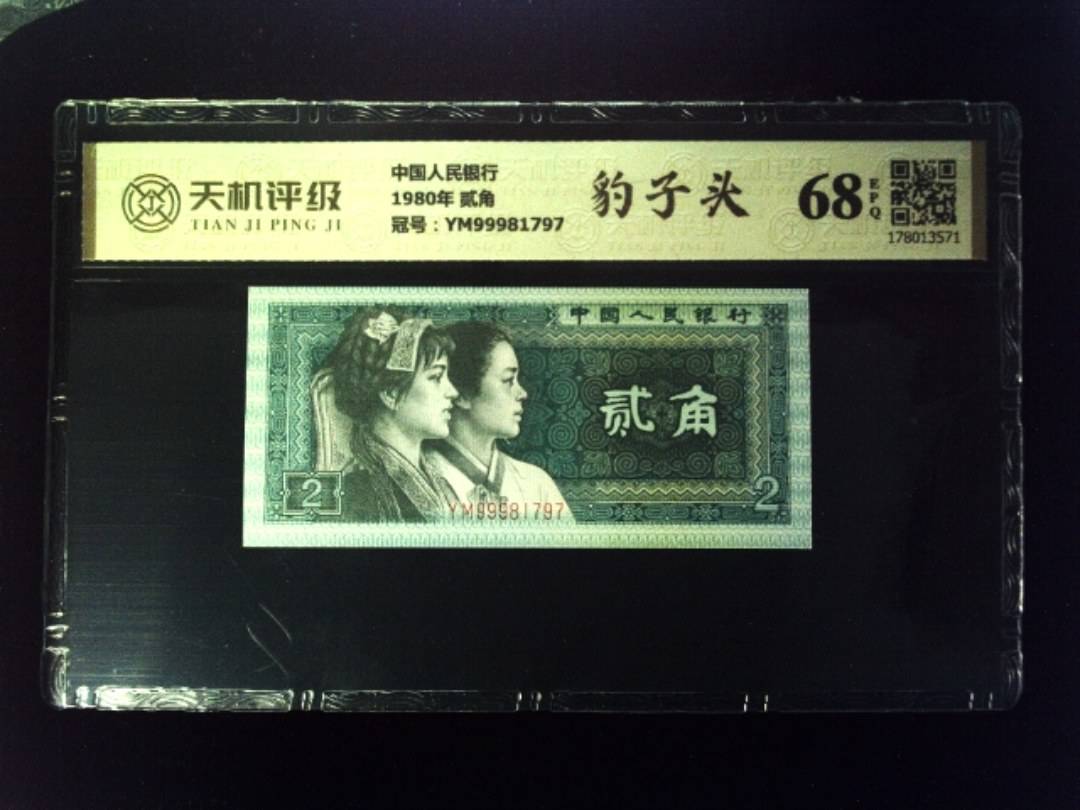 天机评级
TIAN JI PING JI
中国人民银行
1980年 贰角
冠号：YM99981797
豹子头
68
EPQ
178013571
中国人民银行
贰角
2
2
YM99981797